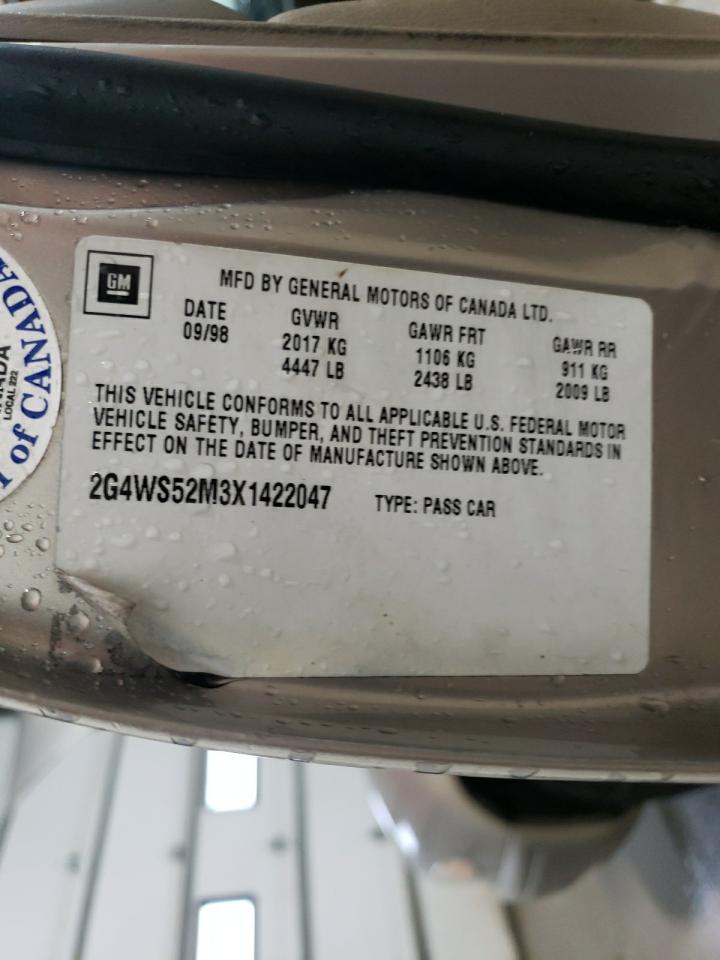 GM
MFD BY GENERAL MOTORS OF CANADA LTD.
DATE GVWR GAWR FRT GAWR RR
09/98 2017 KG 1106 KG 911 KG
4447 LB 2438 LB 2009 LB
THIS VEHICLE CONFORMS TO ALL APPLICABLE U.S. FEDERAL MOTOR
VEHICLE SAFETY, BUMPER, AND THEFT PREVENTION STANDARDS IN
EFFECT ON THE DATE OF MANUFACTURE SHOWN ABOVE.
2G4WS52M3X1422047 TYPE: PASS CAR
of CANADA
LOCAL 222